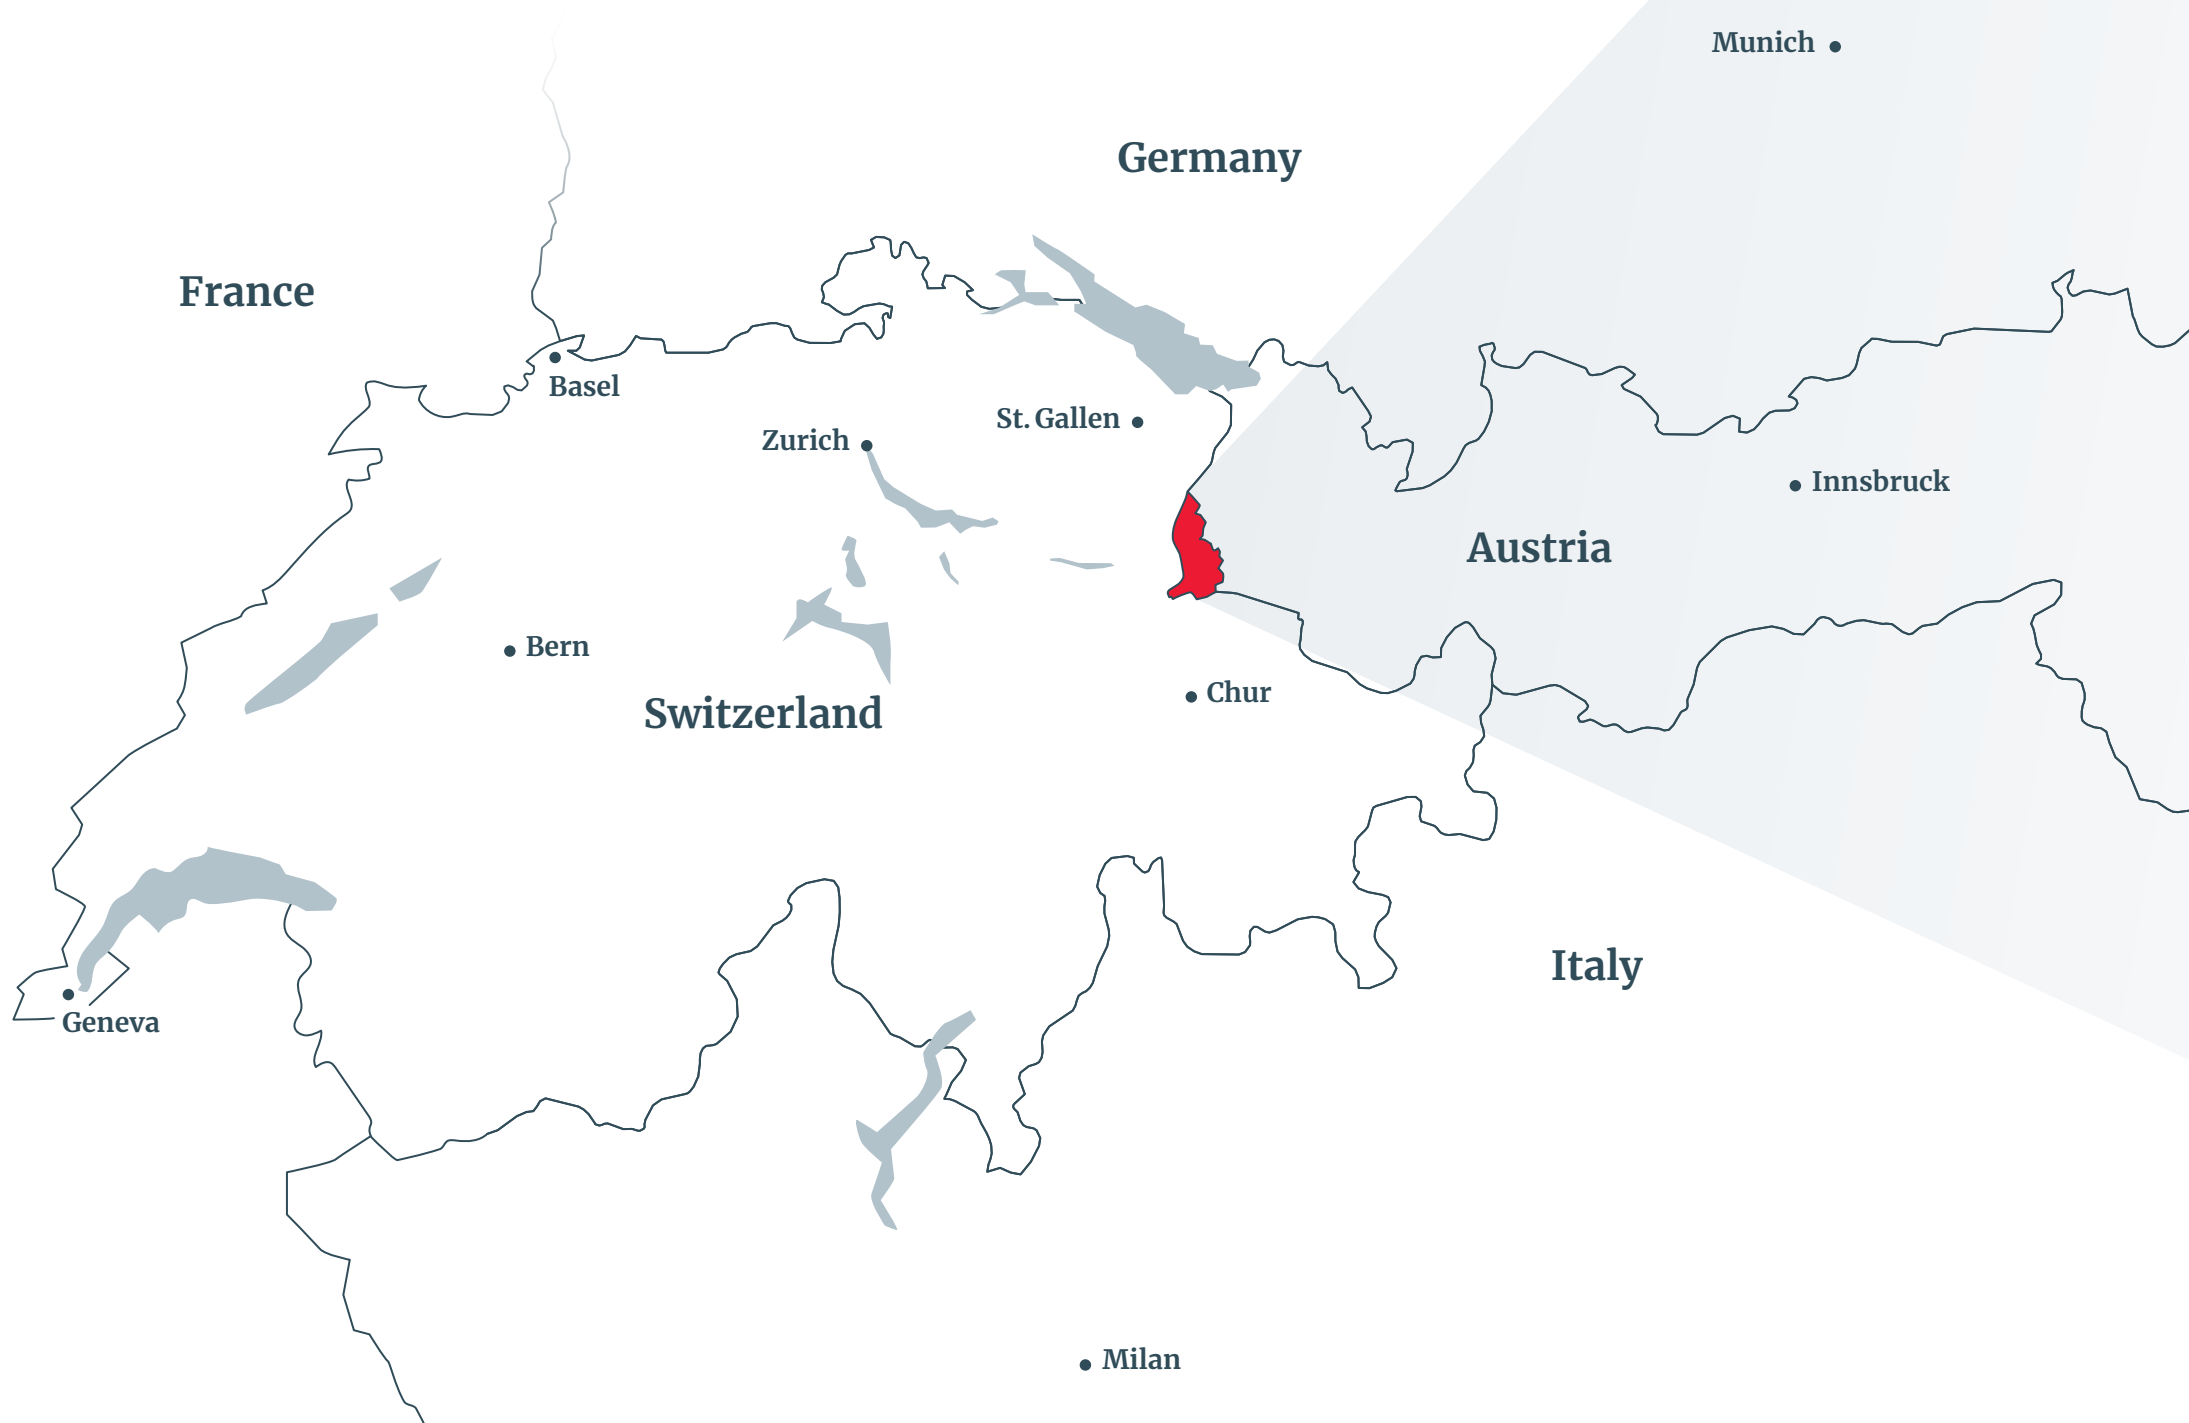 Munich
Germany
France
Basel
St. Gallen
Zurich
Innsbruck
Austria
Bern
Chur
Switzerland
Italy
Geneva
Milan